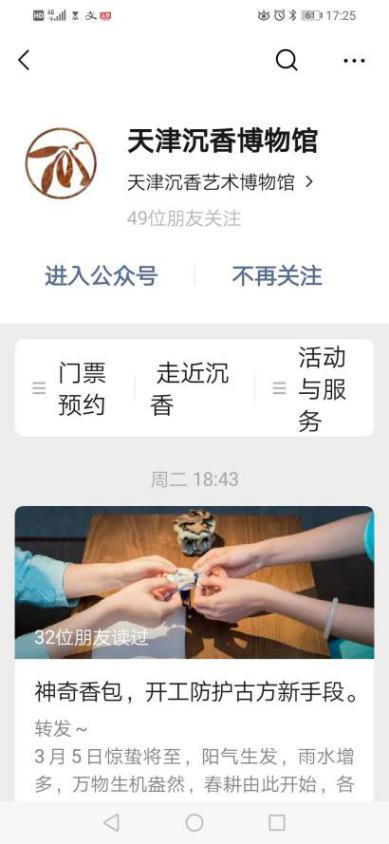 HD 4G 61 17:25
天津沉香博物馆
天津沉香艺术博物馆 >
49位朋友关注
进入公众号 不再关注
门票预约 走近沉香 活动与服务
周二 18:43
32位朋友读过
神奇香包，开工防护古方新手段。
转发～
3月5日惊蛰将至，阳气生发，雨水增
多，万物生机盎然，春耕由此开始，各